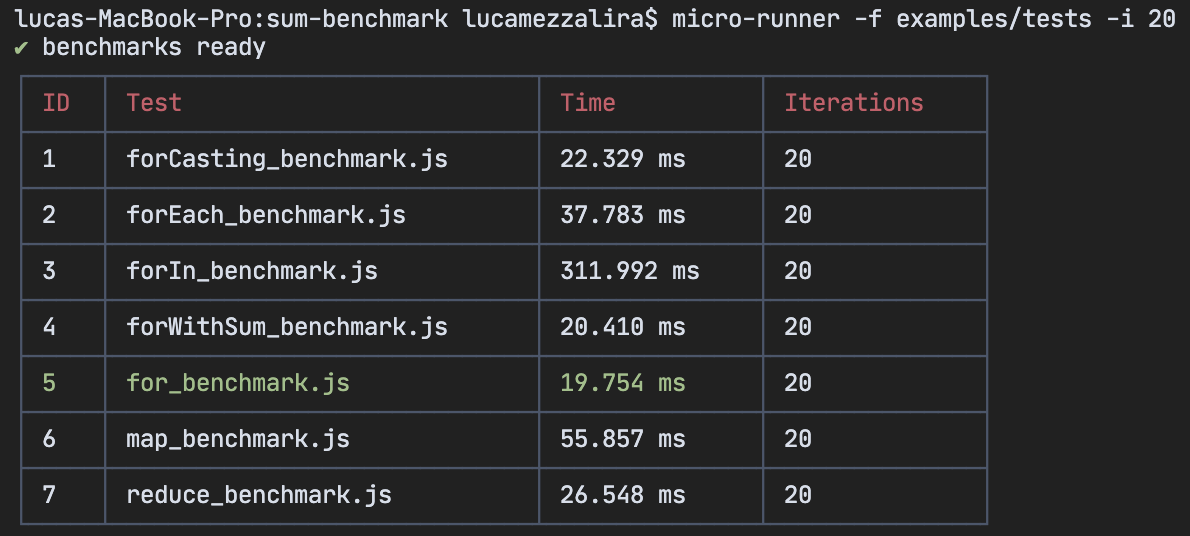 lucas-MacBook-Pro:sum-benchmark lucamezzalira$ micro-runner -f examples/tests -i 20
✔ benchmarks ready
ID Test Time Iterations
1 forCasting_benchmark.js 22.329 ms 20
2 forEach_benchmark.js 37.783 ms 20
3 forIn_benchmark.js 311.992 ms 20
4 forWithSum_benchmark.js 20.410 ms 20
5 for_benchmark.js 19.754 ms 20
6 map_benchmark.js 55.857 ms 20
7 reduce_benchmark.js 26.548 ms 20